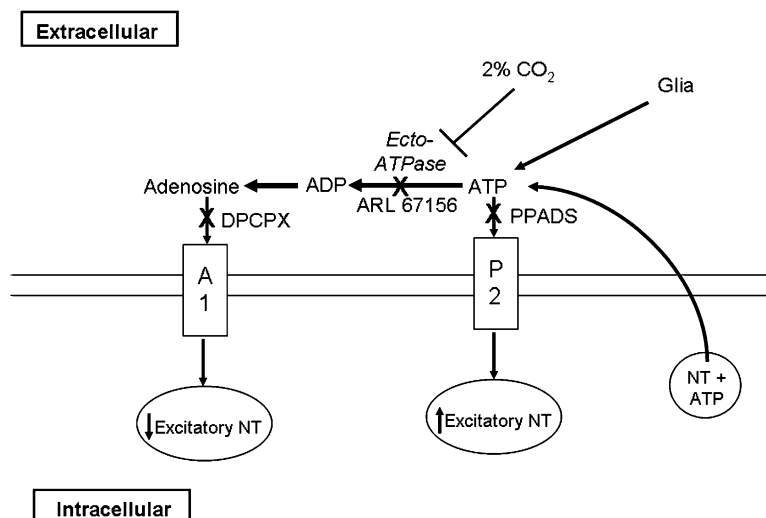 Extracellular
2% CO₂
Glia
Ecto-
ATPase
Adenosine
ADP
ATP
ARL 67156
DPCPX
PPADS
A
1
P
2
NT +
ATP
↓Excitatory NT
↑Excitatory NT
Intracellular